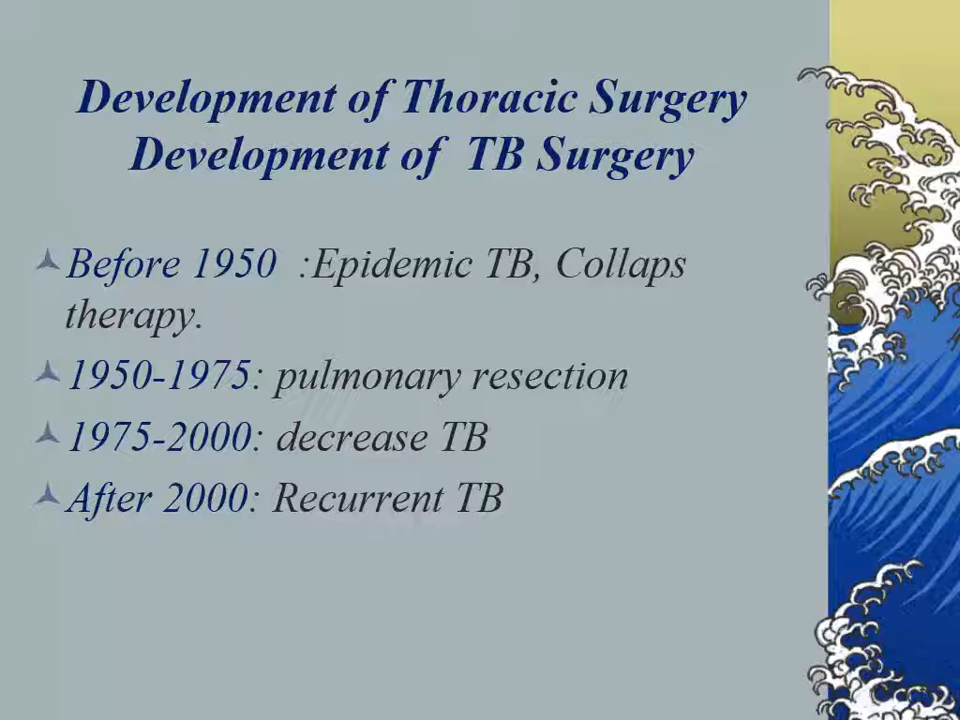 Development of Thoracic Surgery
Development of TB Surgery
Before 1950 :Epidemic TB, Collaps
therapy.
1950-1975: pulmonary resection
1975-2000: decrease TB
After 2000: Recurrent TB